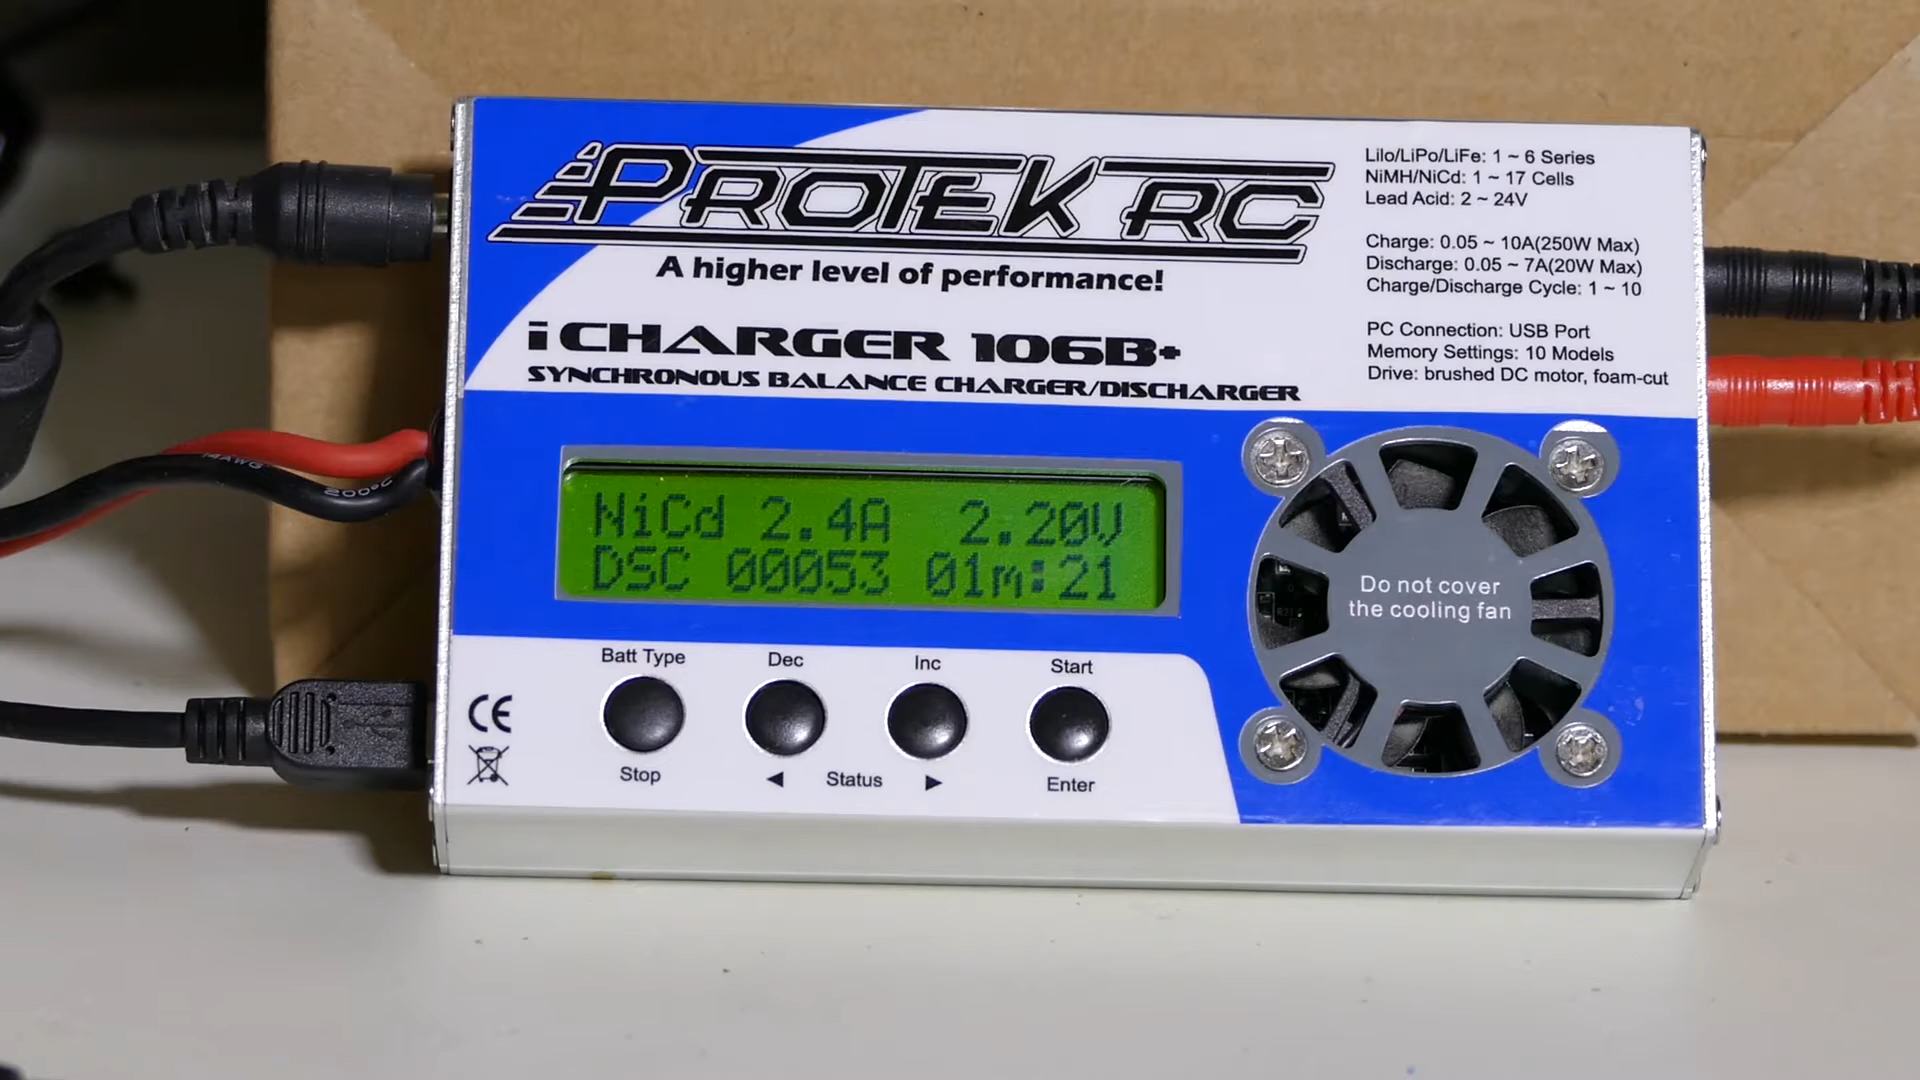 PROTEK RC
A higher level of performance!
iCHARGER 106B+
SYNCHRONOUS BALANCE CHARGER/DISCHARGER
LiIo/LiPo/LiFe: 1 ~ 6 Series
NiMH/NiCd: 1 ~ 17 Cells
Lead Acid: 2 ~ 24V
Charge: 0.05 ~ 10A(250W Max)
Discharge: 0.05 ~ 7A(20W Max)
Charge/Discharge Cycle: 1 ~ 10
PC Connection: USB Port
Memory Settings: 10 Models
Drive: brushed DC motor, foam-cut
14AWG 200°C
NiCd 2.4A 2.20V
DSC 00053 01m:21
Do not cover
the cooling fan
Batt Type Dec Inc Start
CE
Stop ◀ Status ▶ Enter